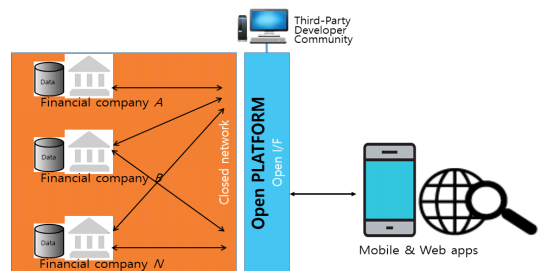 Third-Party
Developer
Community
Data
Financial company A
Data
Financial company B
Data
Financial company N
Closed network
Open PLATFORM
Open I/F
Mobile & Web apps